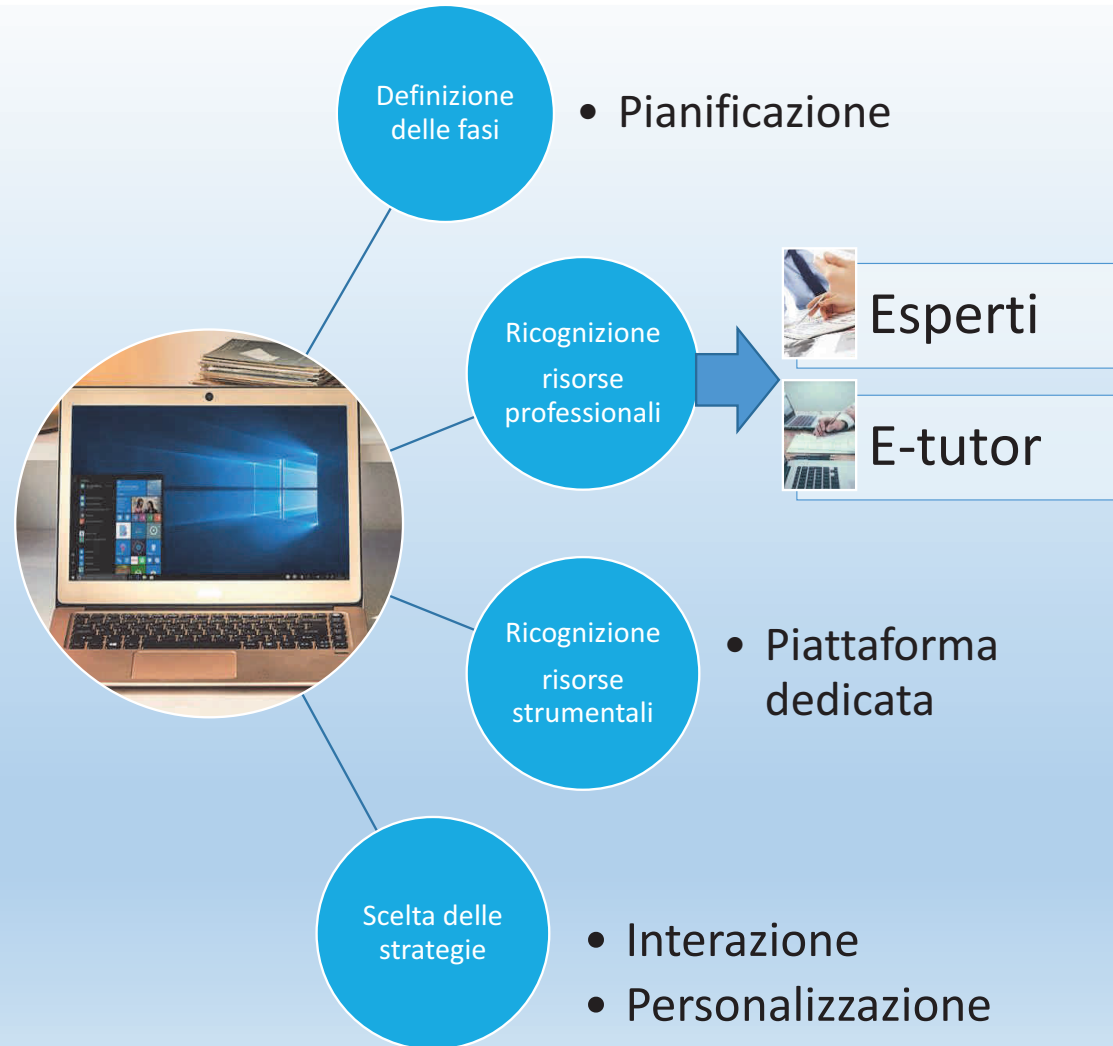 Definizione
delle fasi
• Pianificazione
Ricognizione
risorse
professionali
Esperti
E-tutor
Ricognizione
risorse
strumentali
• Piattaforma
dedicata
Scelta delle
strategie
• Interazione
• Personalizzazione